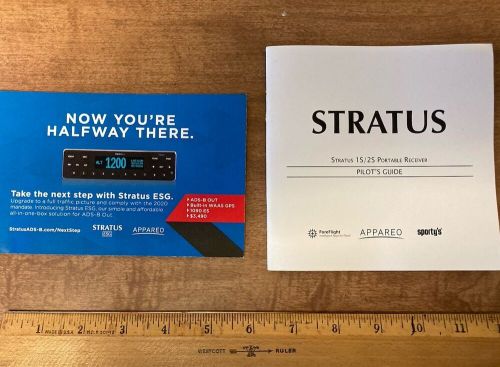 NOW YOU'RE
HALFWAY THERE.
ALT 1200
Take the next step with Stratus ESG.
Upgrade to a full traffic picture and comply with the 2020
mandate. Introducing Stratus ESG, our simple and affordable
all-in-one-box solution for ADS-B Out.
ADS-B OUT
Built-in WAAS GPS
1090 ES
$3,490
StratusADS-B.com/NextStep
STRATUS
ESG
APPAREO
STRATUS
STRATUS 1S/2S PORTABLE RECEIVER
PILOT'S GUIDE
ForeFlight
APPAREO
sporty's
1 2 3 4 5 6 7 8 9 10 11
MADE IN U.S.A.
WESTCOTT RULER